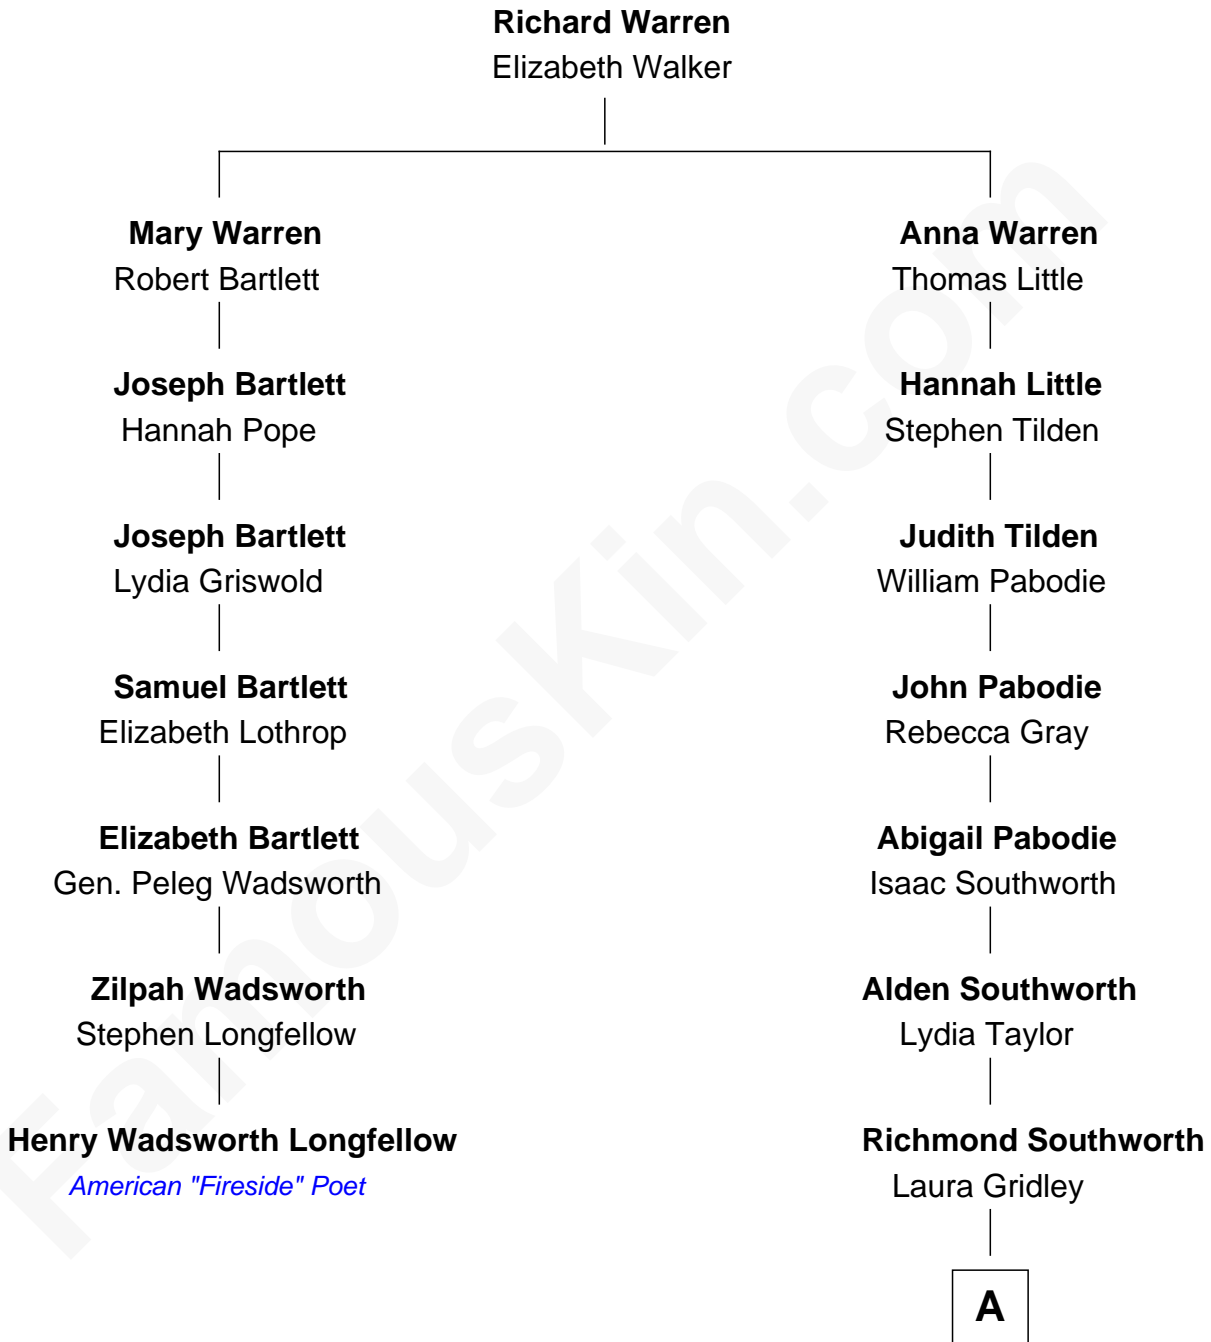 Richard Warren
Elizabeth Walker
Mary Warren
Robert Bartlett
Anna Warren
Thomas Little
Joseph Bartlett
Hannah Pope
Hannah Little
Stephen Tilden
Joseph Bartlett
Lydia Griswold
Judith Tilden
William Pabodie
Samuel Bartlett
Elizabeth Lothrop
John Pabodie
Rebecca Gray
Elizabeth Bartlett
Gen. Peleg Wadsworth
Abigail Pabodie
Isaac Southworth
Zilpah Wadsworth
Stephen Longfellow
Alden Southworth
Lydia Taylor
Henry Wadsworth Longfellow
American "Fireside" Poet
Richmond Southworth
Laura Gridley
A
FamousKin.com